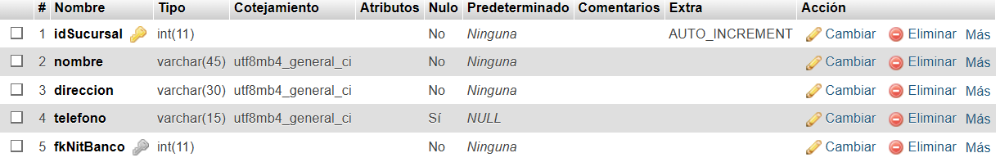 # Nombre Tipo Cotejamiento Atributos Nulo Predeterminado Comentarios Extra Acción
1 idSucursal int(11) No Ninguna AUTO_INCREMENT Cambiar Eliminar Más
2 nombre varchar(45) utf8mb4_general_ci No Ninguna Cambiar Eliminar Más
3 direccion varchar(30) utf8mb4_general_ci No Ninguna Cambiar Eliminar Más
4 telefono varchar(15) utf8mb4_general_ci Sí NULL Cambiar Eliminar Más
5 fkNitBanco int(11) No Ninguna Cambiar Eliminar Más